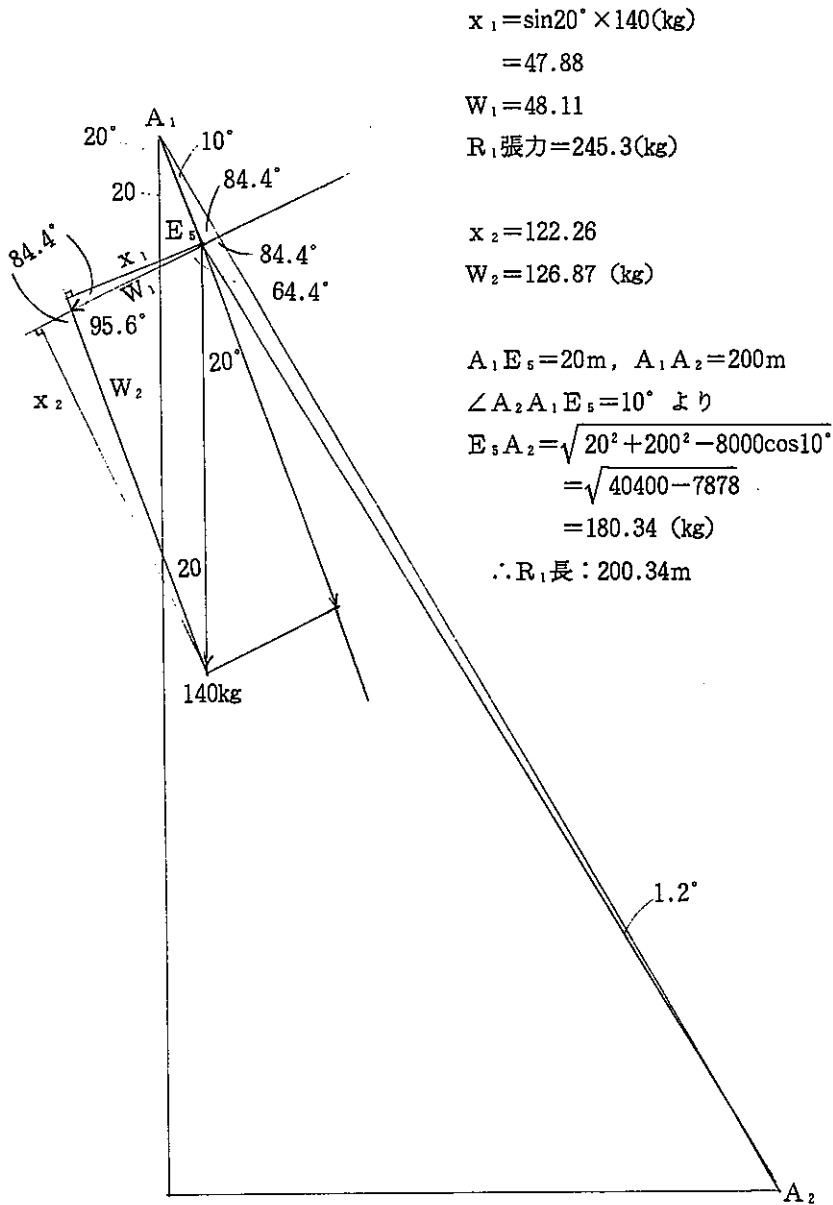 x₁=sin20°×140(kg)
=47.88
W₁=48.11
R₁張力=245.3(kg)
x₂=122.26
W₂=126.87 (kg)
A₁E₅=20m, A₁A₂=200m
∠A₂A₁E₅=10° より
E₅A₂=√20²+200²-8000cos10°
=√40400-7878
=180.34 (kg)
∴R₁長:200.34m
A₁
20°
10°
20
84.4°
E₅
84.4°
84.4°
x₁
W₁
64.4°
95.6°
20°
W₂
x₂
20
140kg
1.2°
A₂